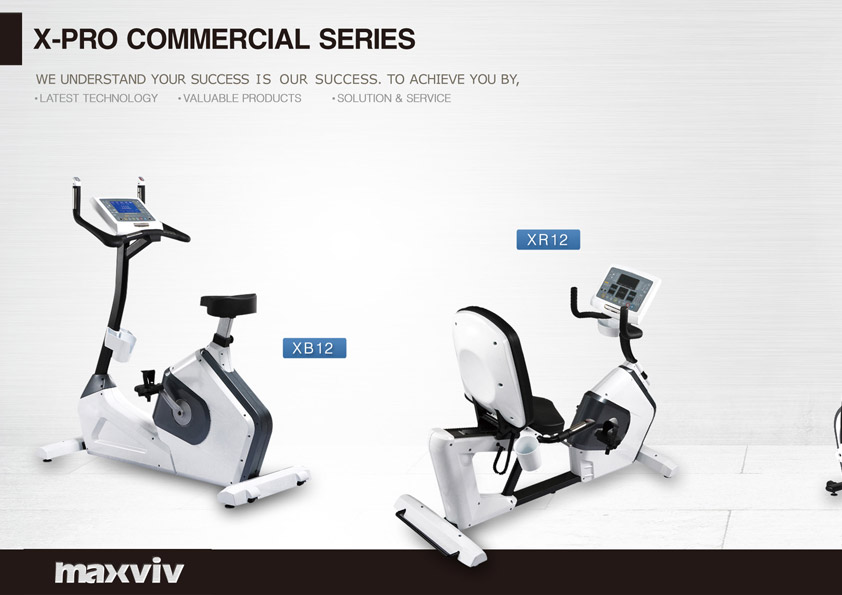 X-PRO COMMERCIAL SERIES
WE UNDERSTAND YOUR SUCCESS IS OUR SUCCESS. TO ACHIEVE YOU BY,
•LATEST TECHNOLOGY •VALUABLE PRODUCTS •SOLUTION & SERVICE
XR12
XB12
maxviv